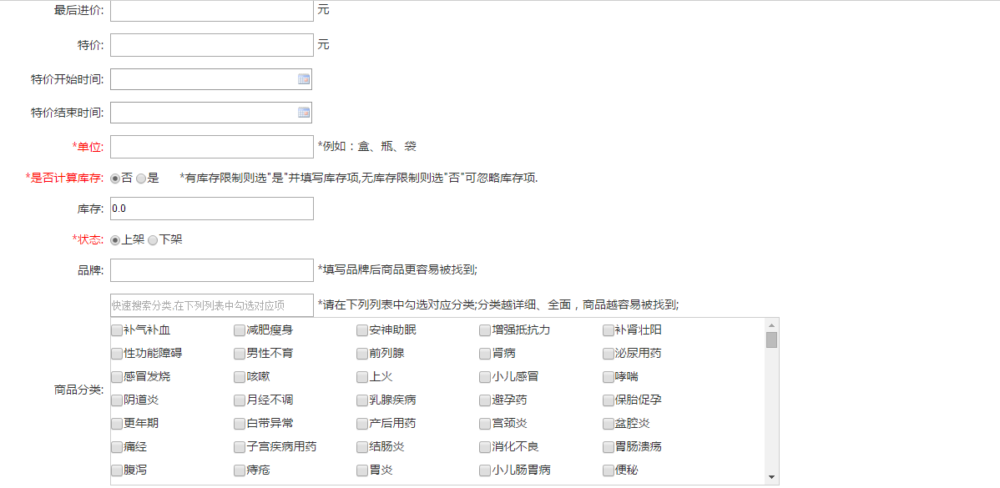 最后进价: 元
特价: 元
特价开始时间:
特价结束时间:
*单位: *例如：盒、瓶、袋
*是否计算库存: 否 是 *有库存限制则选"是"并填写库存项,无库存限制则选"否"可忽略库存项.
库存: 0.0
*状态: 上架 下架
品牌: *填写品牌后商品更容易被找到;
快速搜索分类,在下列列表中勾选对应项 *请在下列列表中勾选对应分类;分类越详细、全面，商品越容易被找到;
补气补血 减肥瘦身 安神助眠 增强抵抗力 补肾壮阳
性功能障碍 男性不育 前列腺 肾病 泌尿用药
感冒发烧 咳嗽 上火 小儿感冒 哮喘
商品分类:
阴道炎 月经不调 乳腺疾病 避孕药 保胎促孕
更年期 白带异常 产后用药 宫颈炎 盆腔炎
痛经 子宫疾病用药 结肠炎 消化不良 胃肠溃疡
腹泻 痔疮 胃炎 小儿肠胃病 便秘